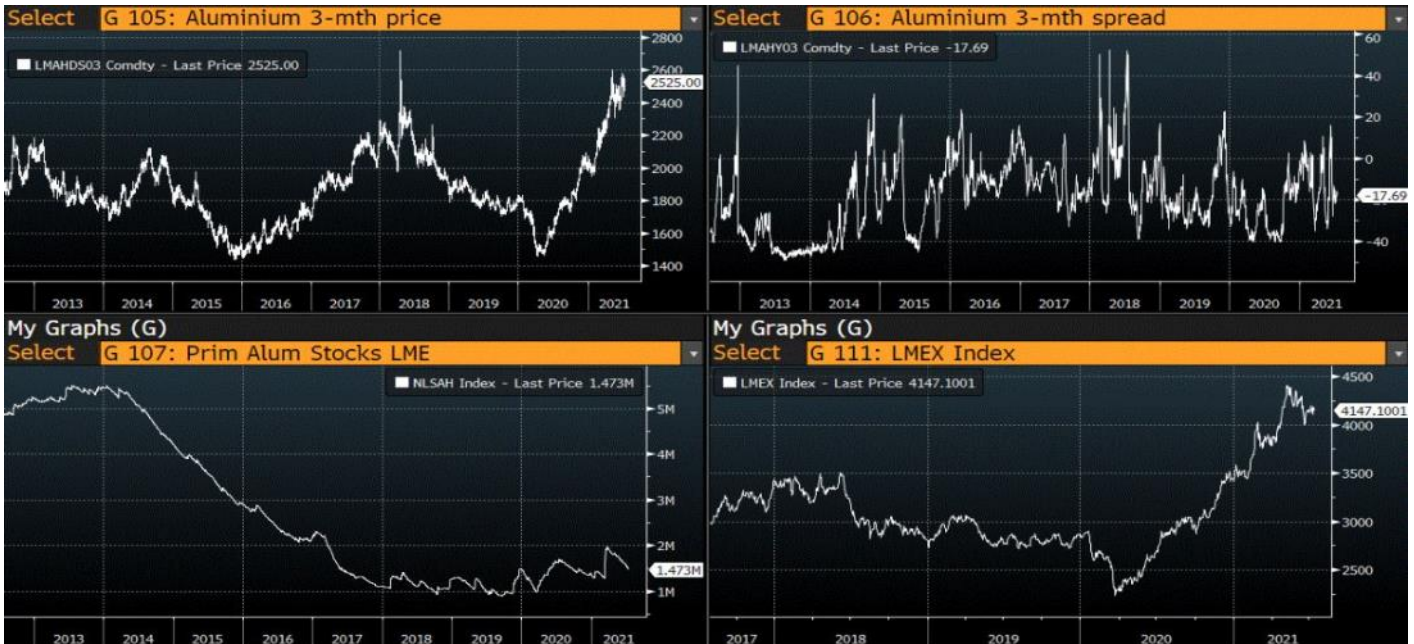 Select G 105: Aluminium 3-mth price
LMAHDS03 Comdty - Last Price 2525.00
2800
2600
2525.00
2400
2200
2000
1800
1600
1400
2013 2014 2015 2016 2017 2018 2019 2020 2021
Select G 106: Aluminium 3-mth spread
LMAHY03 Comdty - Last Price -17.69
60
40
20
0
-17.69
-40
2013 2014 2015 2016 2017 2018 2019 2020 2021
My Graphs (G)
Select G 107: Prim Alum Stocks LME
NLSAH Index - Last Price 1.473M
5M
4M
3M
2M
1.473M
1M
2013 2014 2015 2016 2017 2018 2019 2020 2021
My Graphs (G)
Select G 111: LMEX Index
LMEX Index - Last Price 4147.1001
4500
4147.1001
4000
3500
3000
2500
2017 2018 2019 2020 2021